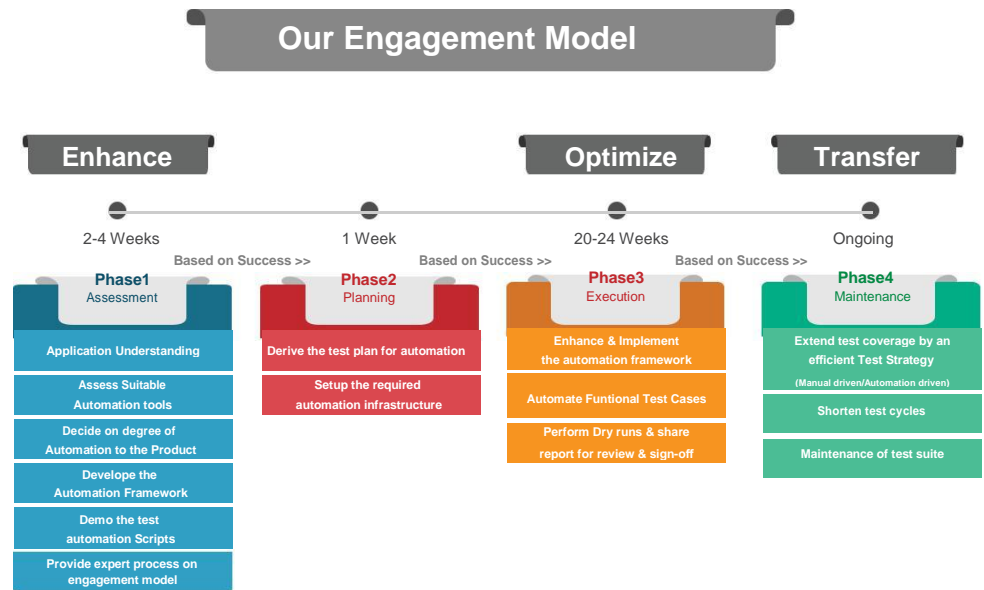 Our Engagement Model
Enhance
Optimize
Transfer
2-4 Weeks
1 Week
20-24 Weeks
Ongoing
Based on Success >>
Based on Success >>
Based on Success >>
Phase1
Assessment
Application Understanding
Assess Suitable
Automation tools
Decide on degree of
Automation to the Product
Develope the
Automation Framework
Demo the test
automation Scripts
Provide expert process on
engagement model
Phase2
Planning
Derive the test plan for automation
Setup the required
automation infrastructure
Phase3
Execution
Enhance & Implement
the automation framework
Automate Funtional Test Cases
Perform Dry runs & share
report for review & sign-off
Phase4
Maintenance
Extend test coverage by an
efficient Test Strategy
(Manual driven/Automation driven)
Shorten test cycles
Maintenance of test suite